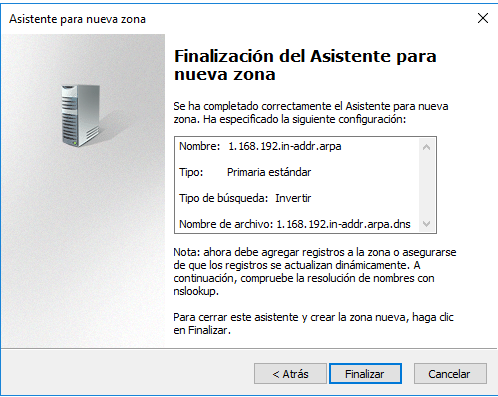 Asistente para nueva zona
Finalización del Asistente para
nueva zona
Se ha completado correctamente el Asistente para nueva
zona. Ha especificado la siguiente configuración:
Nombre: 1.168.192.in-addr.arpa
Tipo: Primaria estándar
Tipo de búsqueda: Invertir
Nombre de archivo: 1.168.192.in-addr.arpa.dns
Nota: ahora debe agregar registros a la zona o asegurarse
de que los registros se actualizan dinámicamente. A
continuación, compruebe la resolución de nombres con
nslookup.
Para cerrar este asistente y crear la zona nueva, haga clic
en Finalizar.
< Atrás
Finalizar
Cancelar